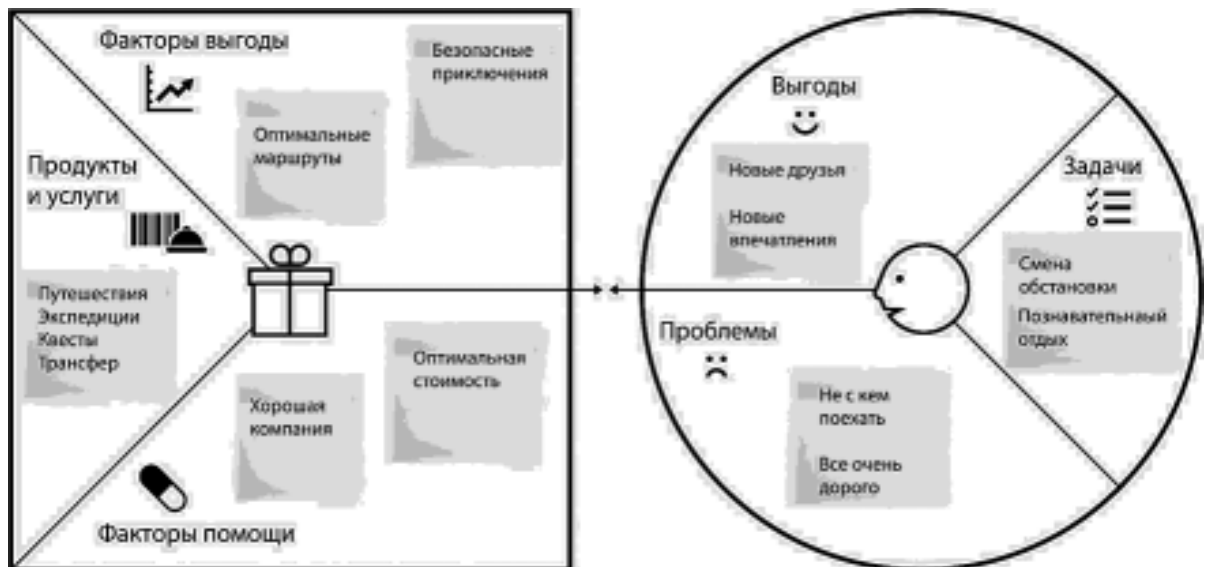 Факторы выгоды
Безопасные
приключения
Оптимальные
маршруты
Продукты
и услуги
Путешествия
Экспедиции
Квесты
Трансфер
Оптимальная
стоимость
Хорошая
компания
Факторы помощи
Выгоды
Новые друзья
Новые
впечатления
Задачи
Смена
обстановки
Познавательнаый
отдых
Проблемы
Не с кем
поехать
Все очень
дорого